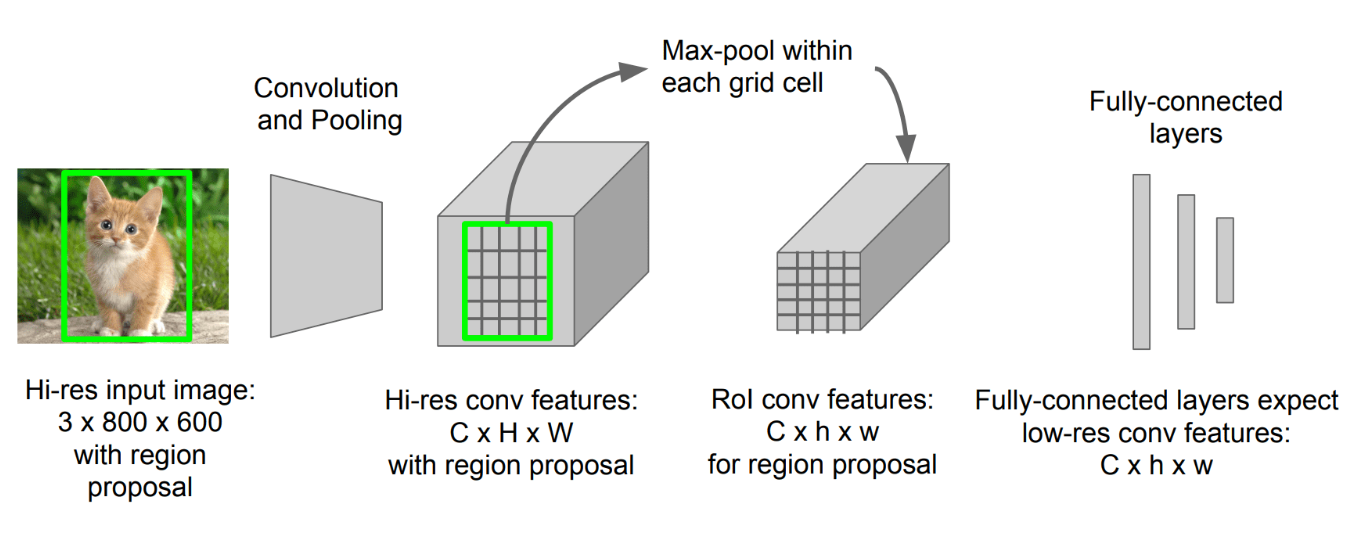 Convolution
and Pooling
Max-pool within
each grid cell
Fully-connected
layers
Hi-res input image:
3 x 800 x 600
with region
proposal
Hi-res conv features:
C x H x W
with region proposal
RoI conv features:
C x h x w
for region proposal
Fully-connected layers expect
low-res conv features:
C x h x w